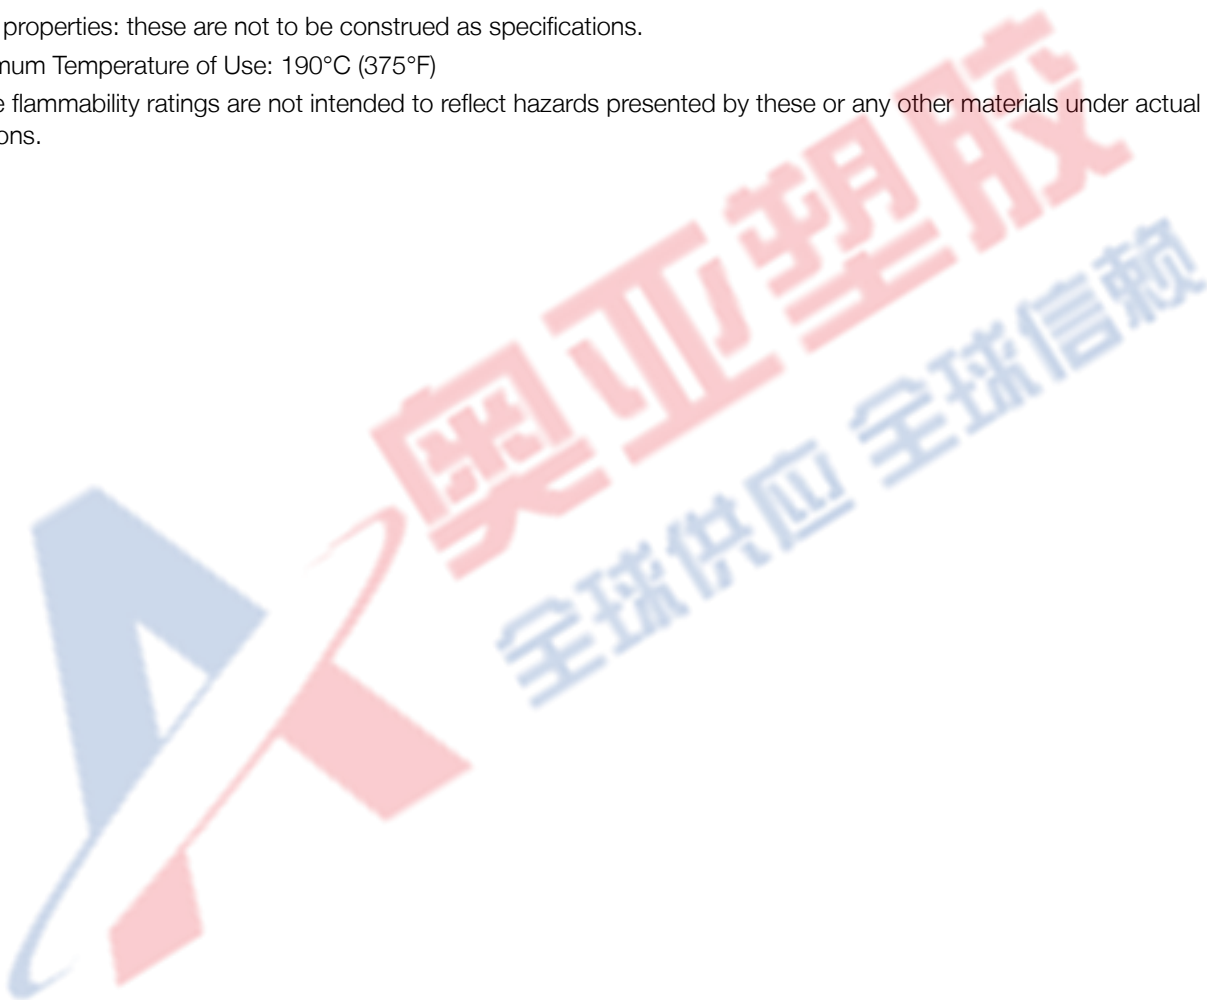 properties: these are not to be construed as specifications.
mum Temperature of Use: 190°C (375°F)
e flammability ratings are not intended to reflect hazards presented by these or any other materials under actual
ons.
奥亚塑胶
全球供应 全球信赖